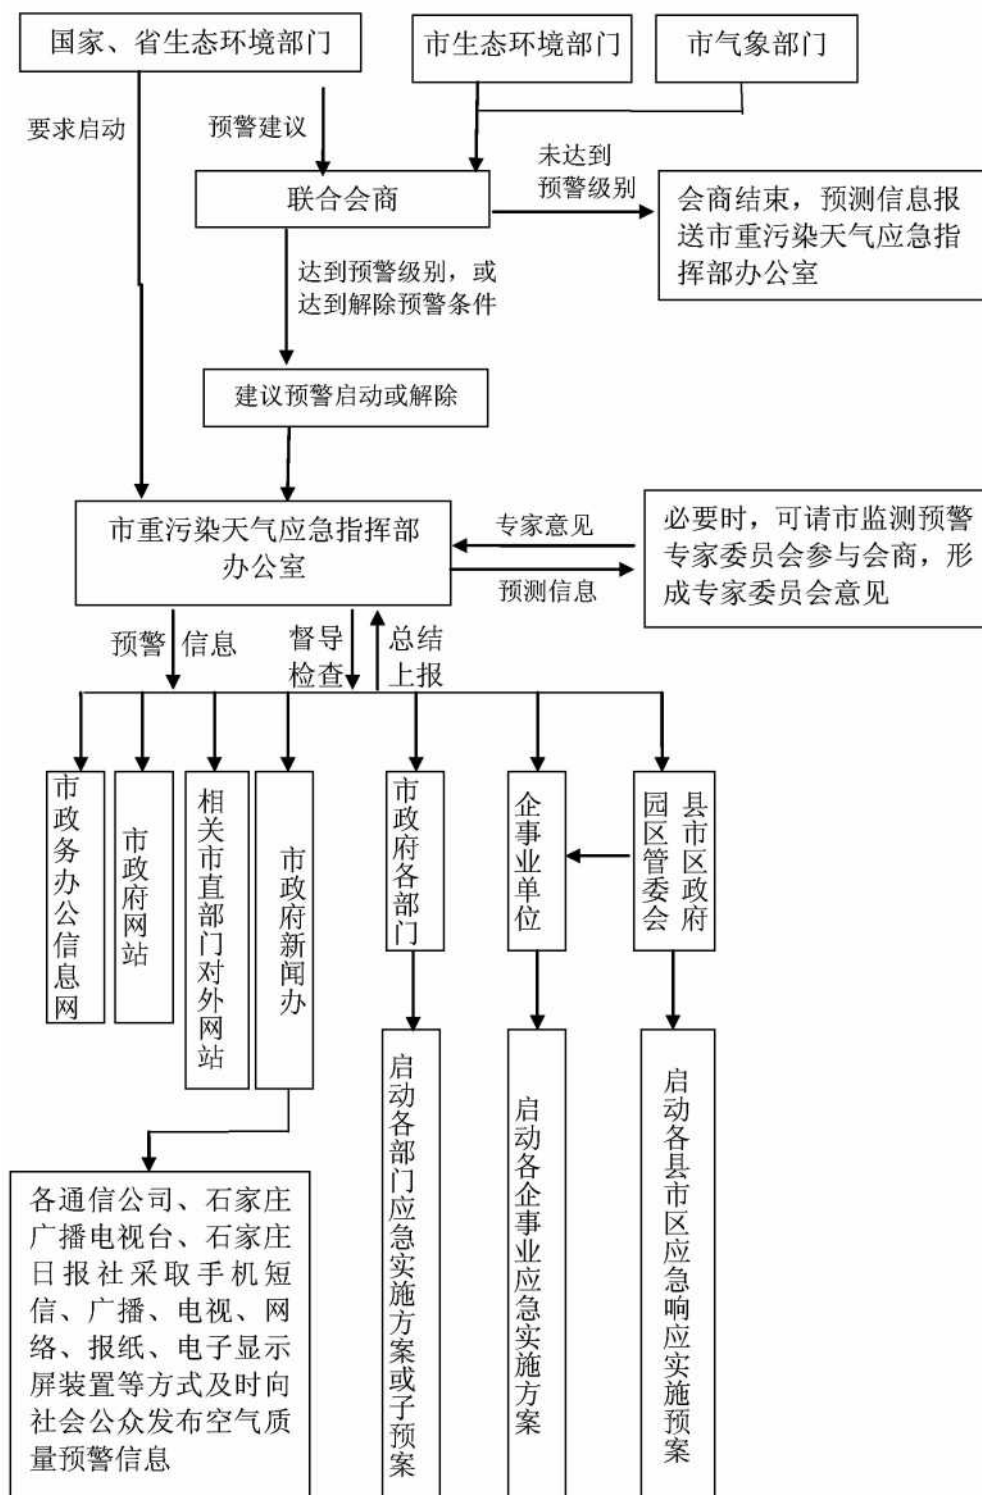 国家、省生态环境部门
市生态环境部门
市气象部门
要求启动
预警建议
未达到
预警级别
联合会商
会商结束，预测信息报
送市重污染天气应急指
挥部办公室
达到预警级别，或
达到解除预警条件
建议预警启动或解除
市重污染天气应急指挥部
办公室
专家意见
预测信息
必要时，可请市监测预警
专家委员会参与会商，形
成专家委员会意见
预警 信息
督导
检查
总结
上报
市政务办公信息网
市政府网站
相关市直部门对外网站
市政府新闻办
市政府各部门
企事业单位
县市区政府
园区管委会
各通信公司、石家庄
广播电视台、石家庄
日报社采取手机短
信、广播、电视、网
络、报纸、电子显示
屏装置等方式及时向
社会公众发布空气质
量预警信息
启动各部门应急实施方案或子预案
启动各企事业应急实施方案
启动各县市区应急响应实施预案